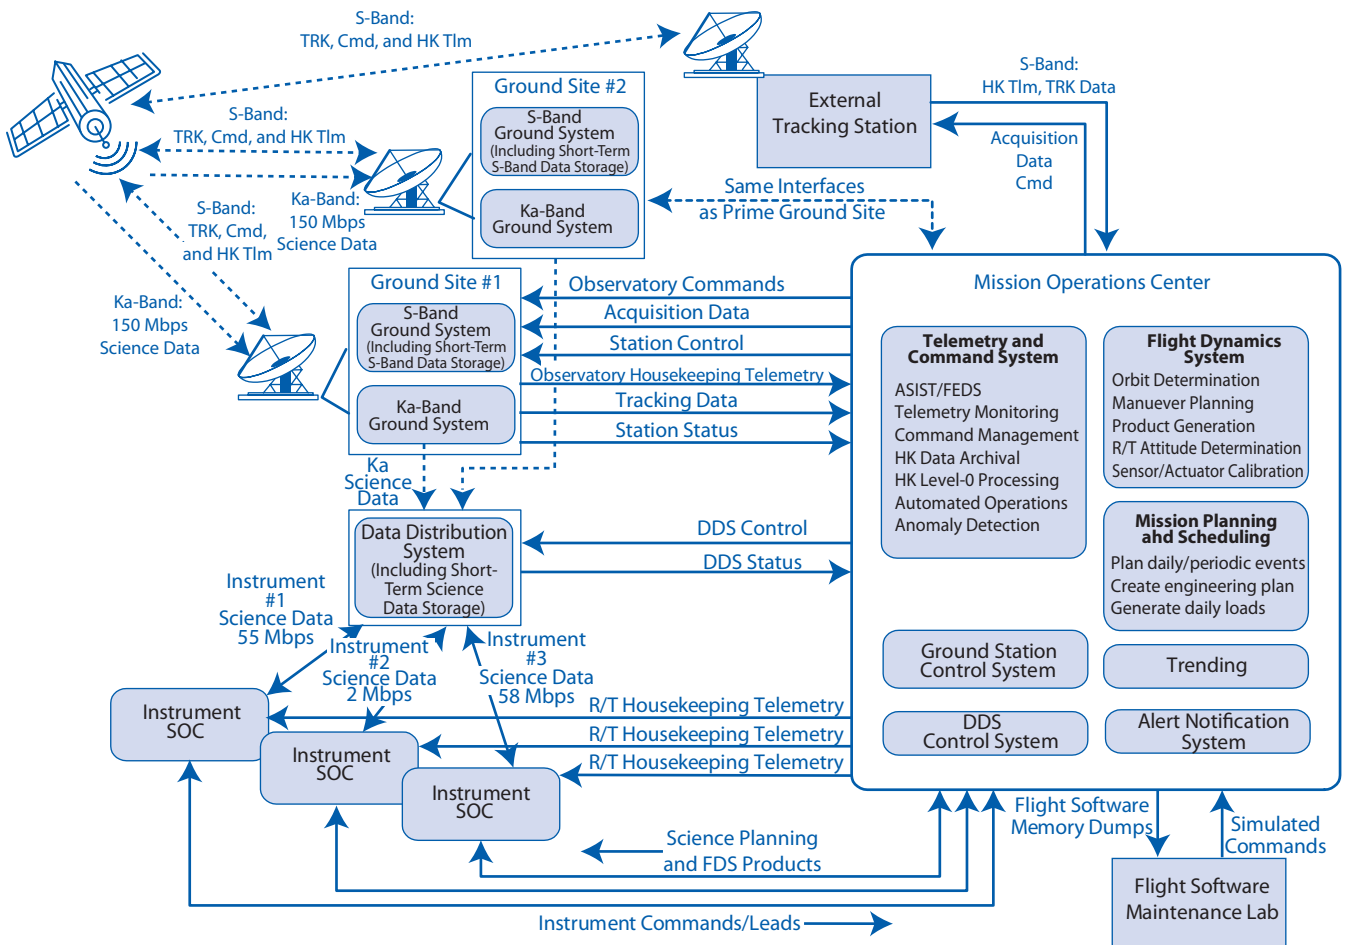 S-Band:
TRK, Cmd, and HK Tlm
S-Band:
TRK, Cmd, and HK Tlm
S-Band:
TRK, Cmd,
and HK Tlm
Ka-Band:
150 Mbps
Science Data
Ka-Band:
150 Mbps
Science Data
Ground Site #2
S-Band
Ground System
(Including Short-Term
S-Band Data Storage)
Ka-Band
Ground System
External
Tracking Station
S-Band:
HK Tlm, TRK Data
Acquisition
Data
Cmd
Same Interfaces
as Prime Ground Site
Ground Site #1
S-Band
Ground System
(Including Short-Term
S-Band Data Storage)
Ka-Band
Ground System
Observatory Commands
Acquisition Data
Station Control
Observatory Housekeeping Telemetry
Tracking Data
Station Status
Ka
Science
Data
Data Distribution
System
(Including Short-
Term Science
Data Storage)
DDS Control
DDS Status
Mission Operations Center
Telemetry and
Command System
ASIST/FEDS
Telemetry Monitoring
Command Management
HK Data Archival
HK Level-0 Processing
Automated Operations
Anomaly Detection
Flight Dynamics
System
Orbit Determination
Manuever Planning
Product Generation
R/T Attitude Determination
Sensor/Actuator Calibration
Mission Planning
and Scheduling
Plan daily/periodic events
Create engineering plan
Generate daily loads
Ground Station
Control System
Trending
DDS
Control System
Alert Notification
System
Instrument
#1
Science Data
55 Mbps
Instrument
#2
Science Data
2 Mbps
Instrument
#3
Science Data
58 Mbps
Instrument
SOC
Instrument
SOC
Instrument
SOC
R/T Housekeeping Telemetry
R/T Housekeeping Telemetry
R/T Housekeeping Telemetry
Science Planning
and FDS Products
Instrument Commands/Leads
Flight Software
Memory Dumps
Simulated
Commands
Flight Software
Maintenance Lab